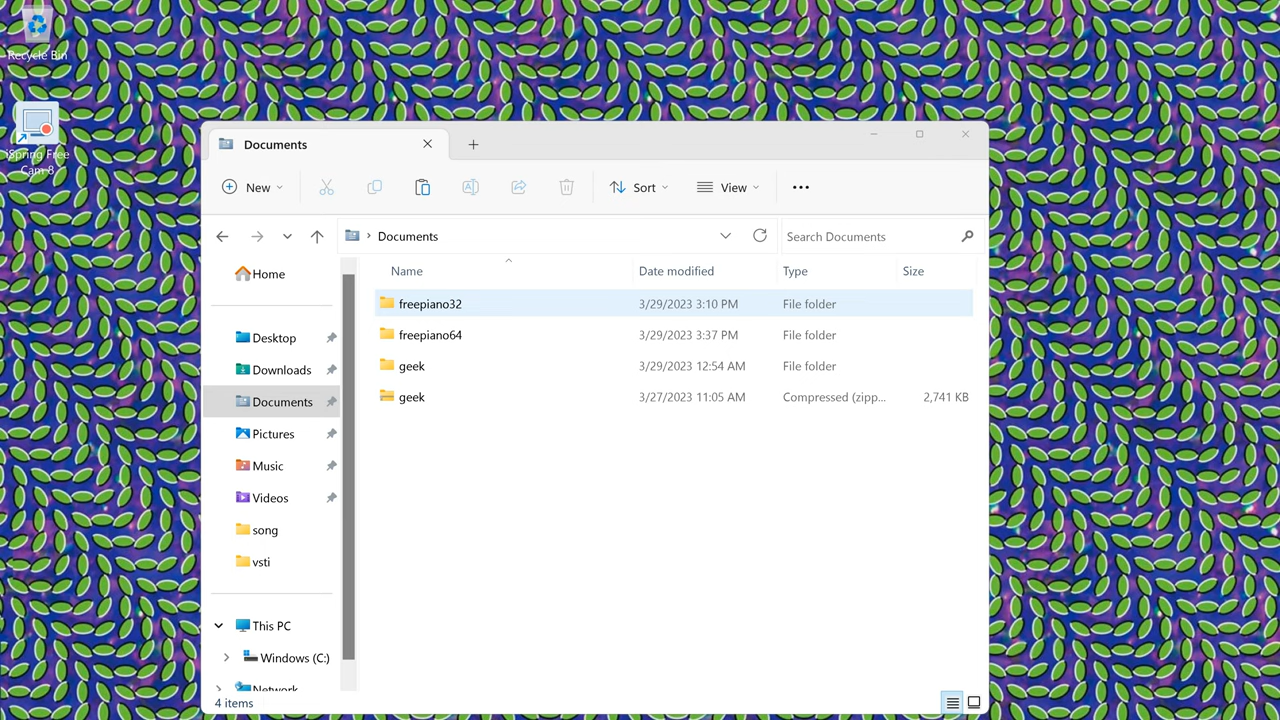 Recycle Bin
iSpring Free
Cam 8
Documents
New
Sort
View
Documents
Search Documents
Name
Date modified
Type
Size
freepiano32
3/29/2023 3:10 PM
File folder
freepiano64
3/29/2023 3:37 PM
File folder
geek
3/29/2023 12:54 AM
File folder
geek
3/27/2023 11:05 AM
Compressed (zipp...
2,741 KB
Home
Desktop
Downloads
Documents
Pictures
Music
Videos
song
vsti
This PC
Windows (C:)
Network
4 items